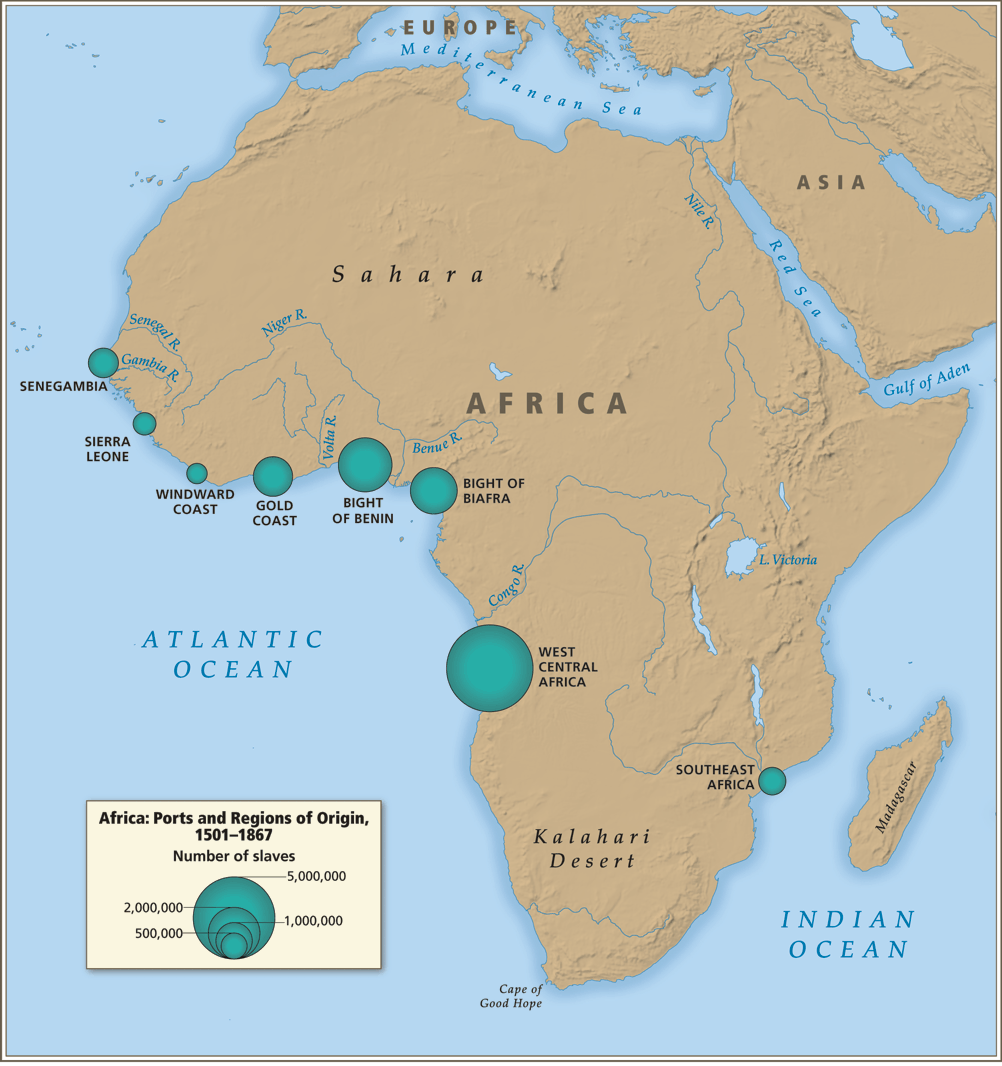 EUROPE
Mediterranean Sea
ASIA
Nile R.
Red Sea
Sahara
Senegal R.
Niger R.
Gambia R.
SENEGAMBIA
Gulf of Aden
AFRICA
Volta R.
Benue R.
SIERRA
LEONE
WINDWARD
COAST
GOLD
COAST
BIGHT
OF BENIN
BIGHT OF
BIAFRA
L. Victoria
Congo R.
ATLANTIC
OCEAN
WEST
CENTRAL
AFRICA
SOUTHEAST
AFRICA
Madagascar
Kalahari
Desert
INDIAN
OCEAN
Cape of
Good Hope
Africa: Ports and Regions of Origin,
1501–1867
Number of slaves
5,000,000
2,000,000
1,000,000
500,000